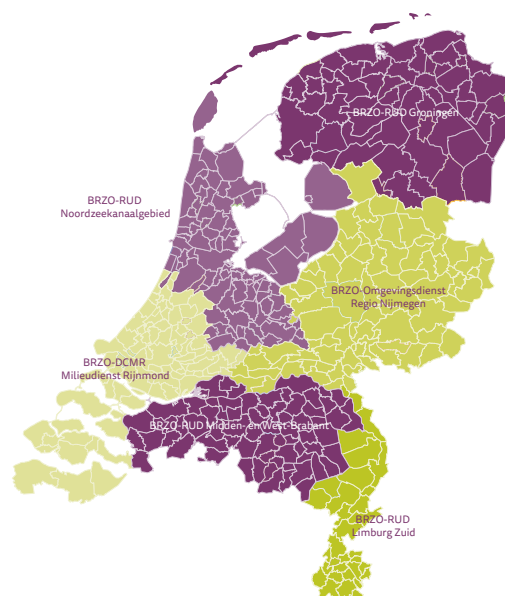 BRZO-RUD Groningen
BRZO-RUD
Noordzeekanaalgebied
BRZO-Omgevingsdienst
Regio Nijmegen
BRZO-DCMR
Milieudienst Rijnmond
BRZO-RUD Midden- en West-Brabant
BRZO-RUD
Limburg Zuid